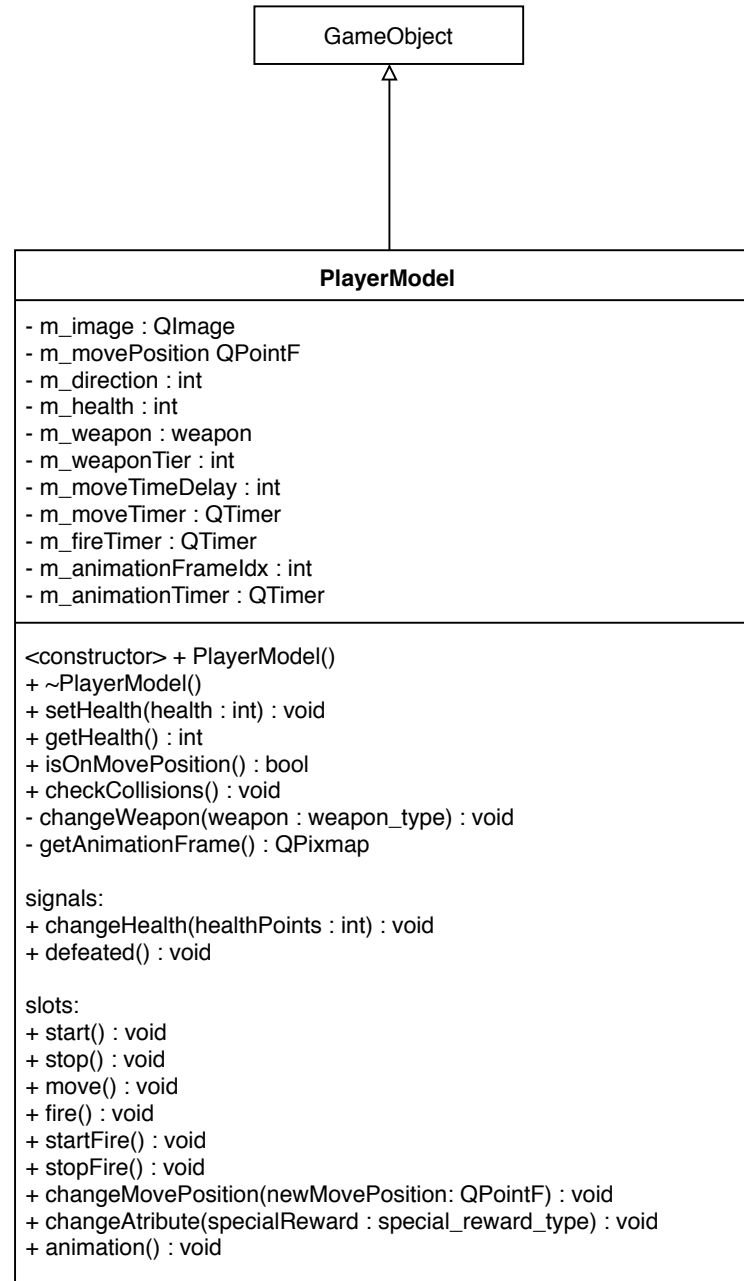 GameObject
PlayerModel
- m_image : QImage
- m_movePosition QPointF
- m_direction : int
- m_health : int
- m_weapon : weapon
- m_weaponTier : int
- m_moveTimeDelay : int
- m_moveTimer : QTimer
- m_fireTimer : QTimer
- m_animationFrameIdx : int
- m_animationTimer : QTimer
<constructor> + PlayerModel()
+ ~PlayerModel()
+ setHealth(health : int) : void
+ getHealth() : int
+ isOnMovePosition() : bool
+ checkCollisions() : void
- changeWeapon(weapon : weapon_type) : void
- getAnimationFrame() : QPixmap
signals:
+ changeHealth(healthPoints : int) : void
+ defeated() : void
slots:
+ start() : void
+ stop() : void
+ move() : void
+ fire() : void
+ startFire() : void
+ stopFire() : void
+ changeMovePosition(newMovePosition: QPointF) : void
+ changeAtribute(specialReward : special_reward_type) : void
+ animation() : void